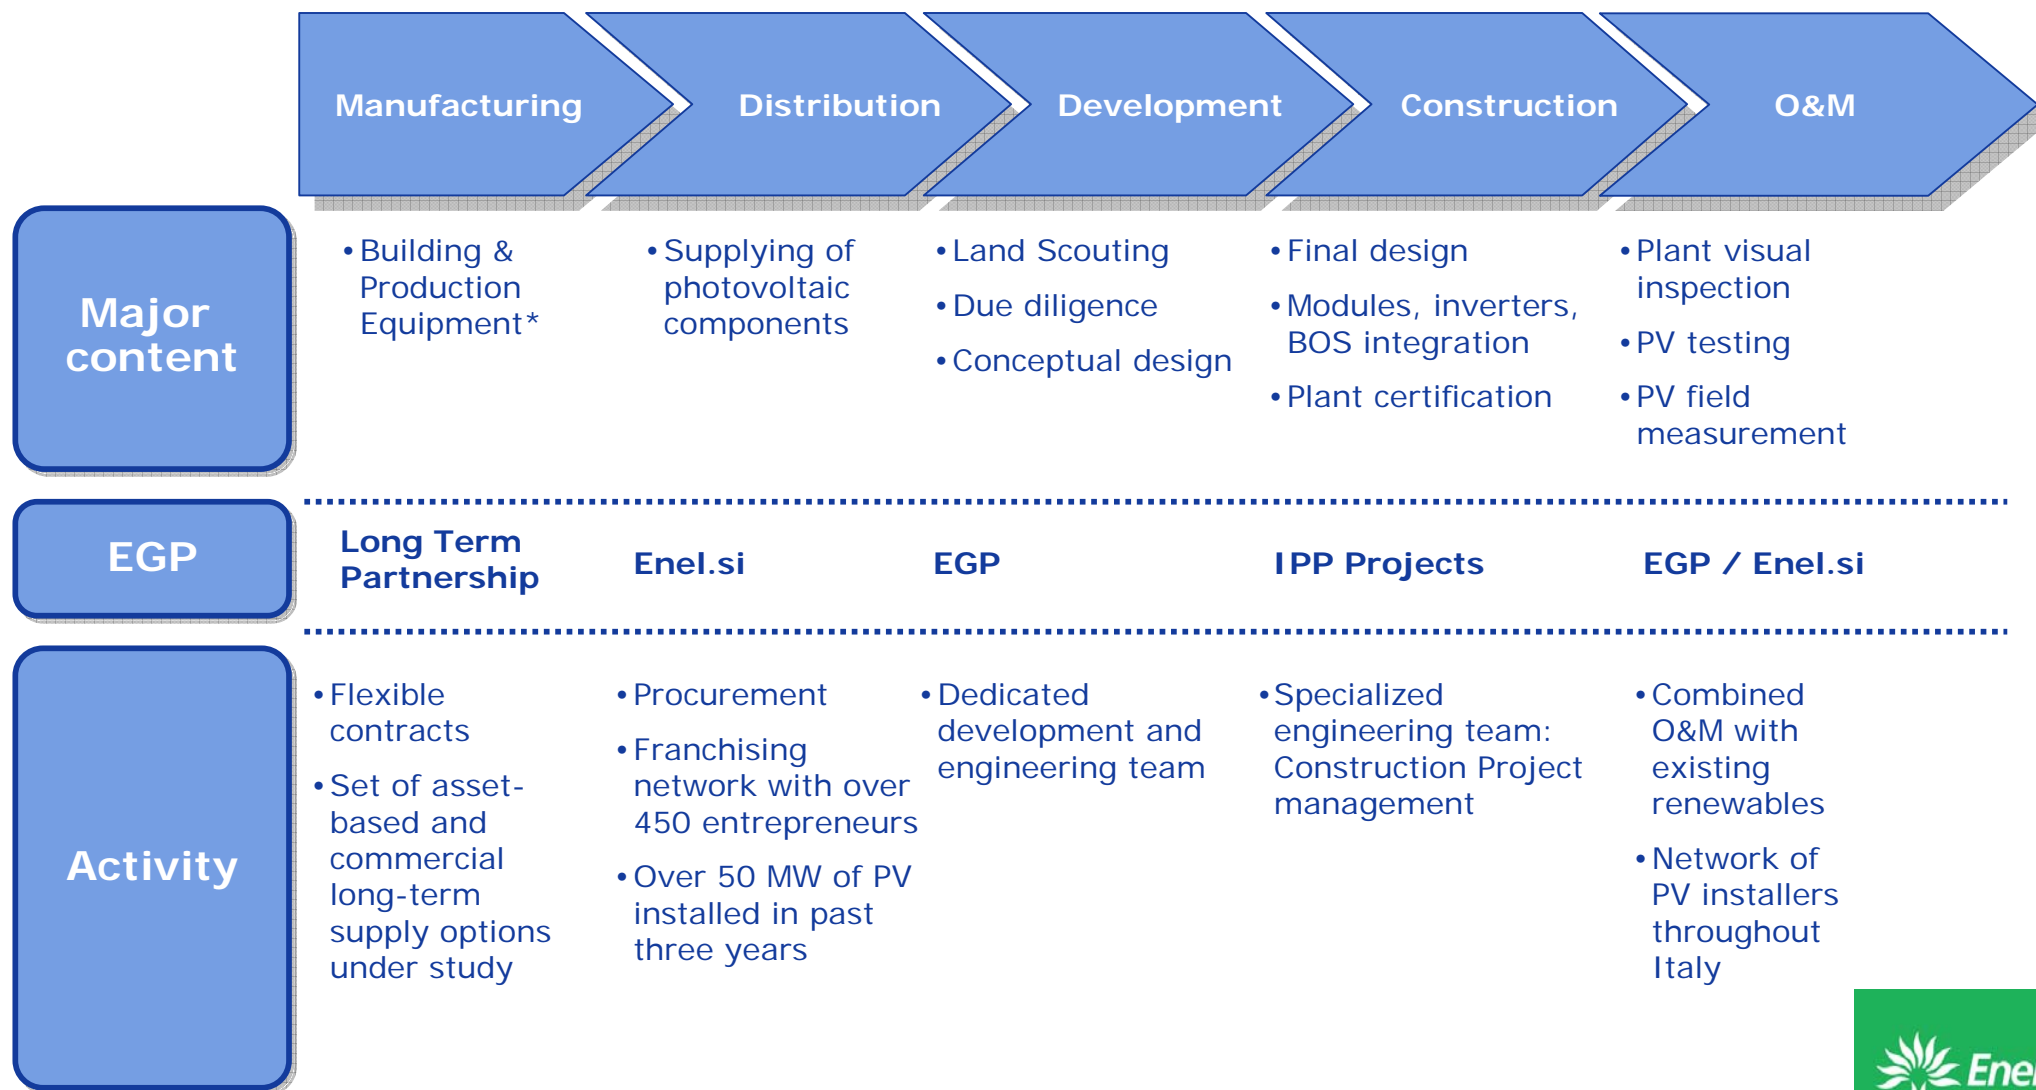 Manufacturing
Distribution
Development
Construction
O&M
Major
content
• Building &
Production
Equipment*
• Supplying of
photovoltaic
components
• Land Scouting
• Due diligence
• Conceptual design
• Final design
• Modules, inverters,
BOS integration
• Plant certification
• Plant visual
inspection
• PV testing
• PV field
measurement
EGP
Long Term
Partnership
Enel.si
EGP
IPP Projects
EGP / Enel.si
Activity
• Flexible
contracts
• Set of asset-
based and
commercial
long-term
supply options
under study
• Procurement
• Franchising
network with over
450 entrepreneurs
• Over 50 MW of PV
installed in past
three years
• Dedicated
development and
engineering team
• Specialized
engineering team:
Construction Project
management
• Combined
O&M with
existing
renewables
• Network of
PV installers
throughout
Italy